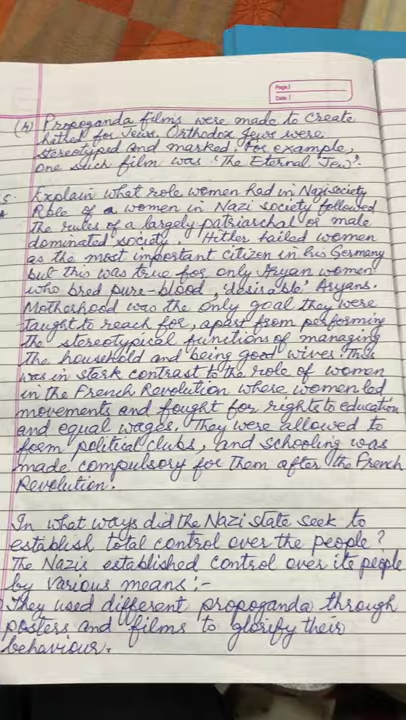 Page:
Date: / /
(h) Propoganda films were made to create
hatred for Jews. Orthodox Jews were
stereotyped and marked. For example,
one such film was 'The Eternal Jew'.
5. Explain what role women had in Nazi society
A Role of a women in Nazi society followed
the rules of a largely patriarchal or male
dominated society. Hitler hailed women
as the most important citizen in his Germany
but this was true for only Aryan women
who bred pure-blood, 'desirable' Aryans.
Motherhood was the only goal they were
taught to reach for, apart from performing
the stereotypical functions of managing
the household and being good wives. This
was in stark contrast to the role of women
in the French Revolution where women led
movements and fought for rights to education
and equal wages. They were allowed to
form political clubs, and schooling was
made compulsory for them after the French
Revolution.
In what ways did the Nazi state seek to
establish total control over the people?
The Nazis established control over its people
by various means:-
They used different propoganda through
posters and films to glorify their
behaviour.